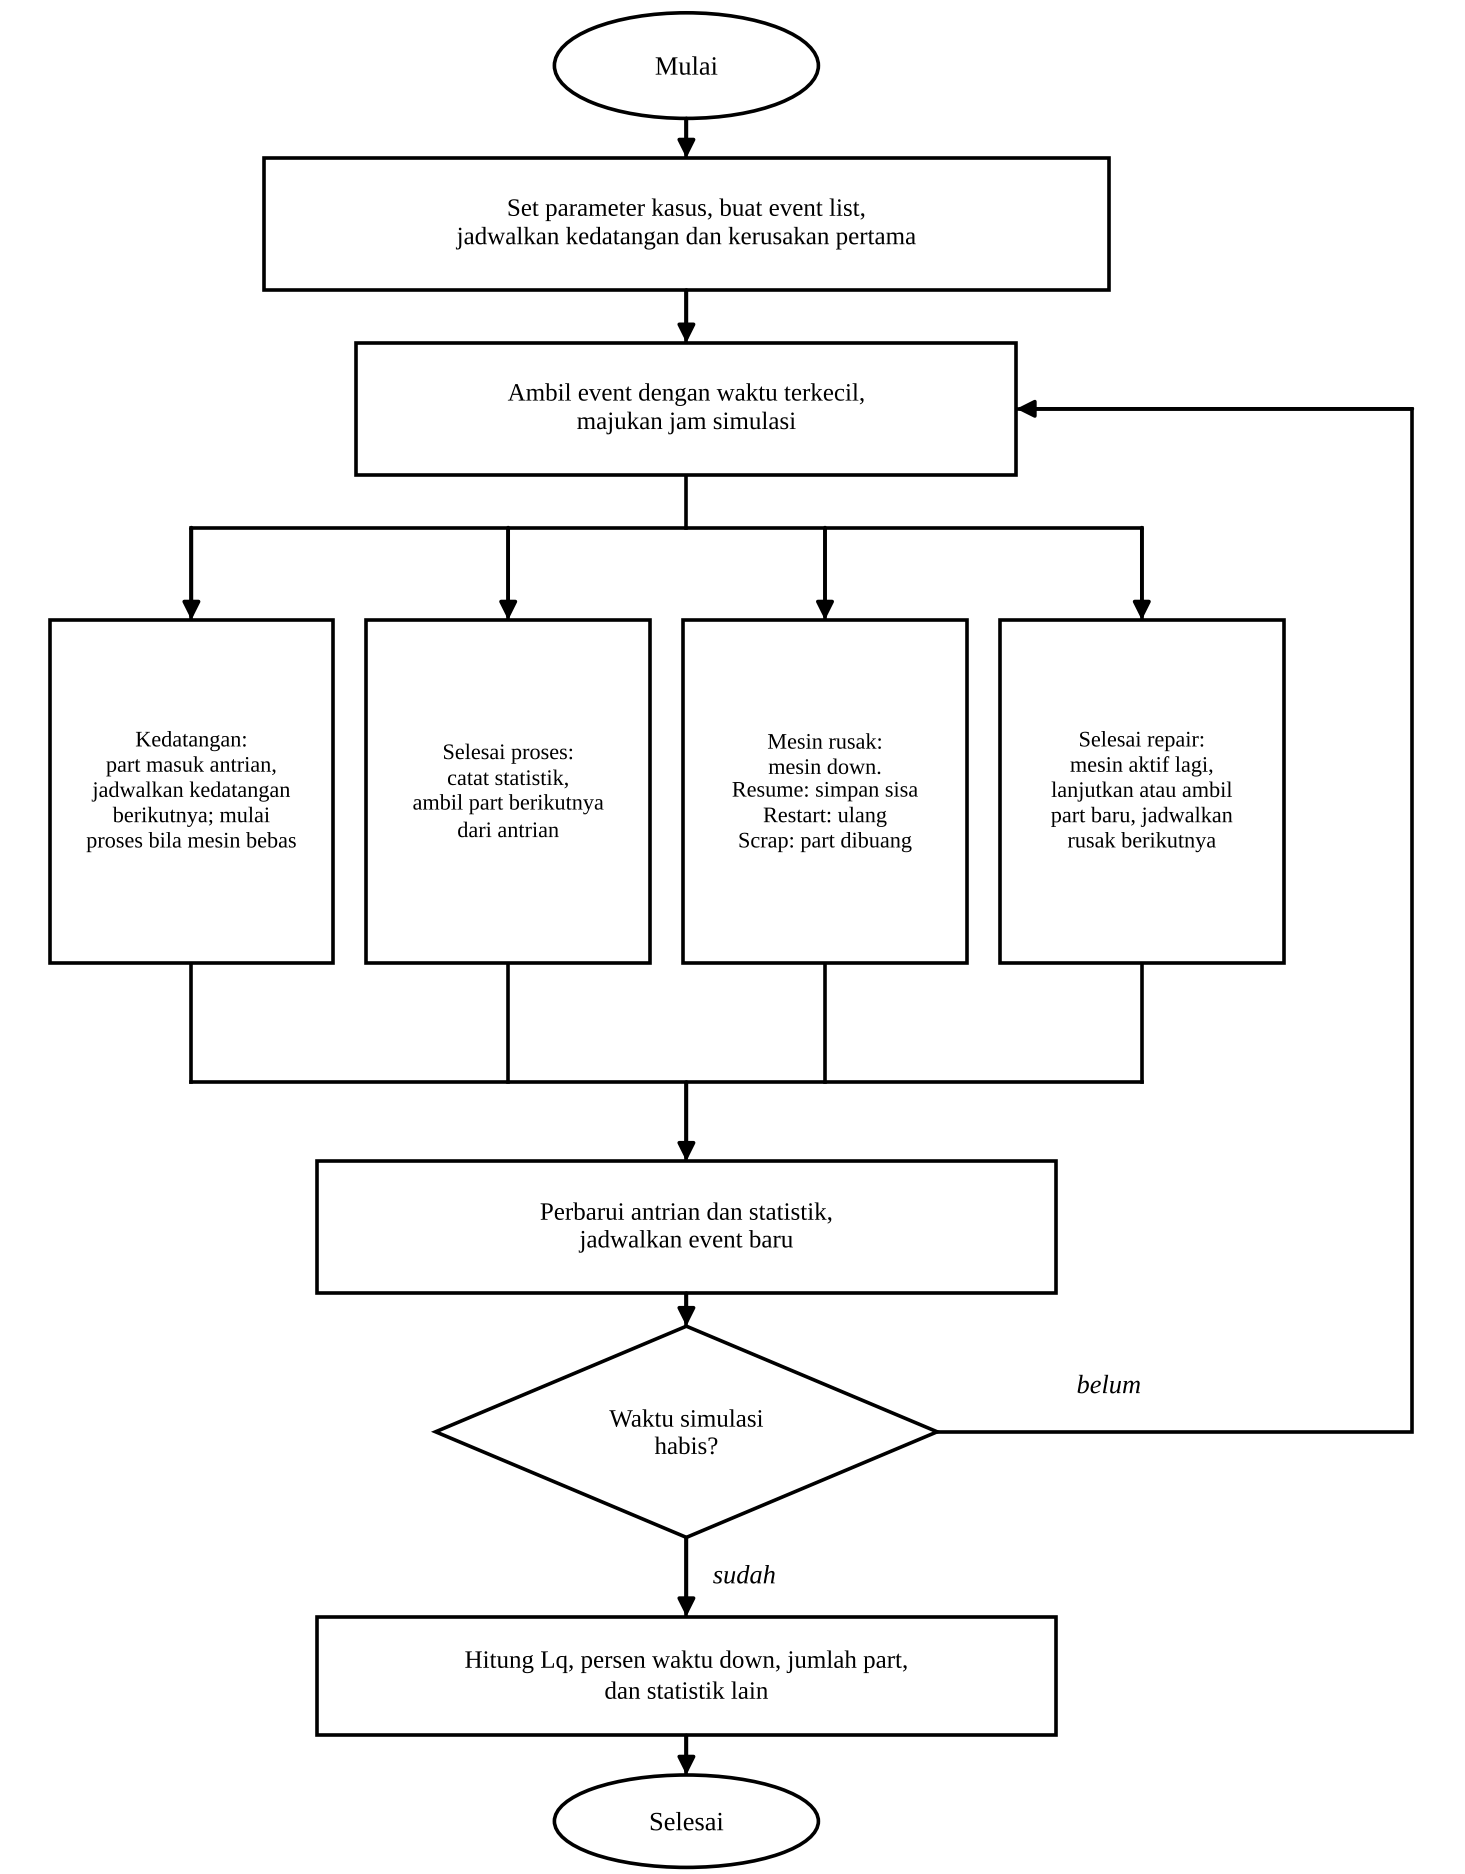 Mulai
Set parameter kasus, buat event list,
jadwalkan kedatangan dan kerusakan pertama
Ambil event dengan waktu terkecil,
majukan jam simulasi
Kedatangan:
part masuk antrian,
jadwalkan kedatangan
berikutnya; mulai
proses bila mesin bebas
Selesai proses:
catat statistik,
ambil part berikutnya
dari antrian
Mesin rusak:
mesin down.
Resume: simpan sisa
Restart: ulang
Scrap: part dibuang
Selesai repair:
mesin aktif lagi,
lanjutkan atau ambil
part baru, jadwalkan
rusak berikutnya
Perbarui antrian dan statistik,
jadwalkan event baru
Waktu simulasi
habis?
belum
sudah
Hitung Lq, persen waktu down, jumlah part,
dan statistik lain
Selesai